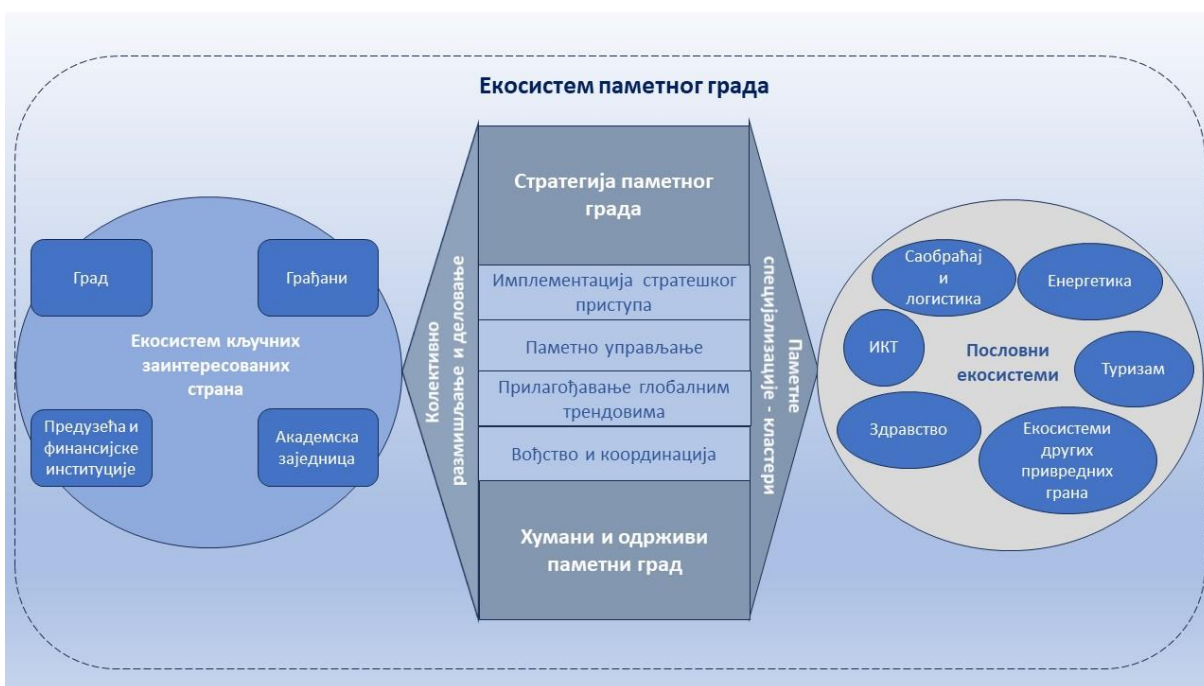 Екосистем паметног града
Град
Грађани
Екосистем кључних
заинтересованих
страна
Предузећа и
финансијске
институције
Академска
заједница
Колективно
размишљање и деловање
Стратегија паметног
града
Имплементација стратешког
приступа
Паметно управљање
Прилагођавање глобалним
трендовима
Вођство и координација
Хумани и одрживи
паметни град
Паметне
специјализације - кластери
Саобраћај
и
логистика
Енергетика
ИКТ
Пословни
екосистеми
Туризам
Здравство
Екосистеми
других
привредних
грана